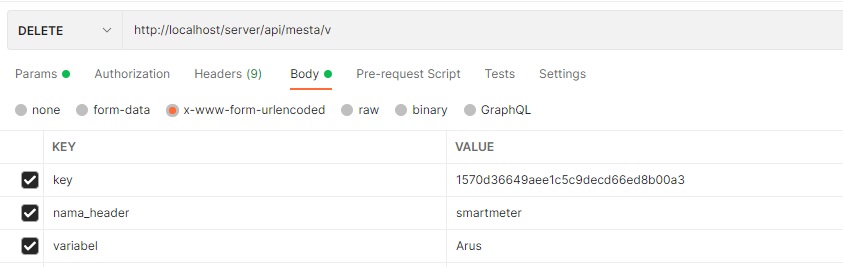 DELETE http://localhost/server/api/mesta/v
Params Authorization Headers (9) Body Pre-request Script Tests Settings
none form-data x-www-form-urlencoded raw binary GraphQL
KEY VALUE
key 1570d36649aee1c5c9decd66ed8b00a3
nama_header smartmeter
variabel Arus